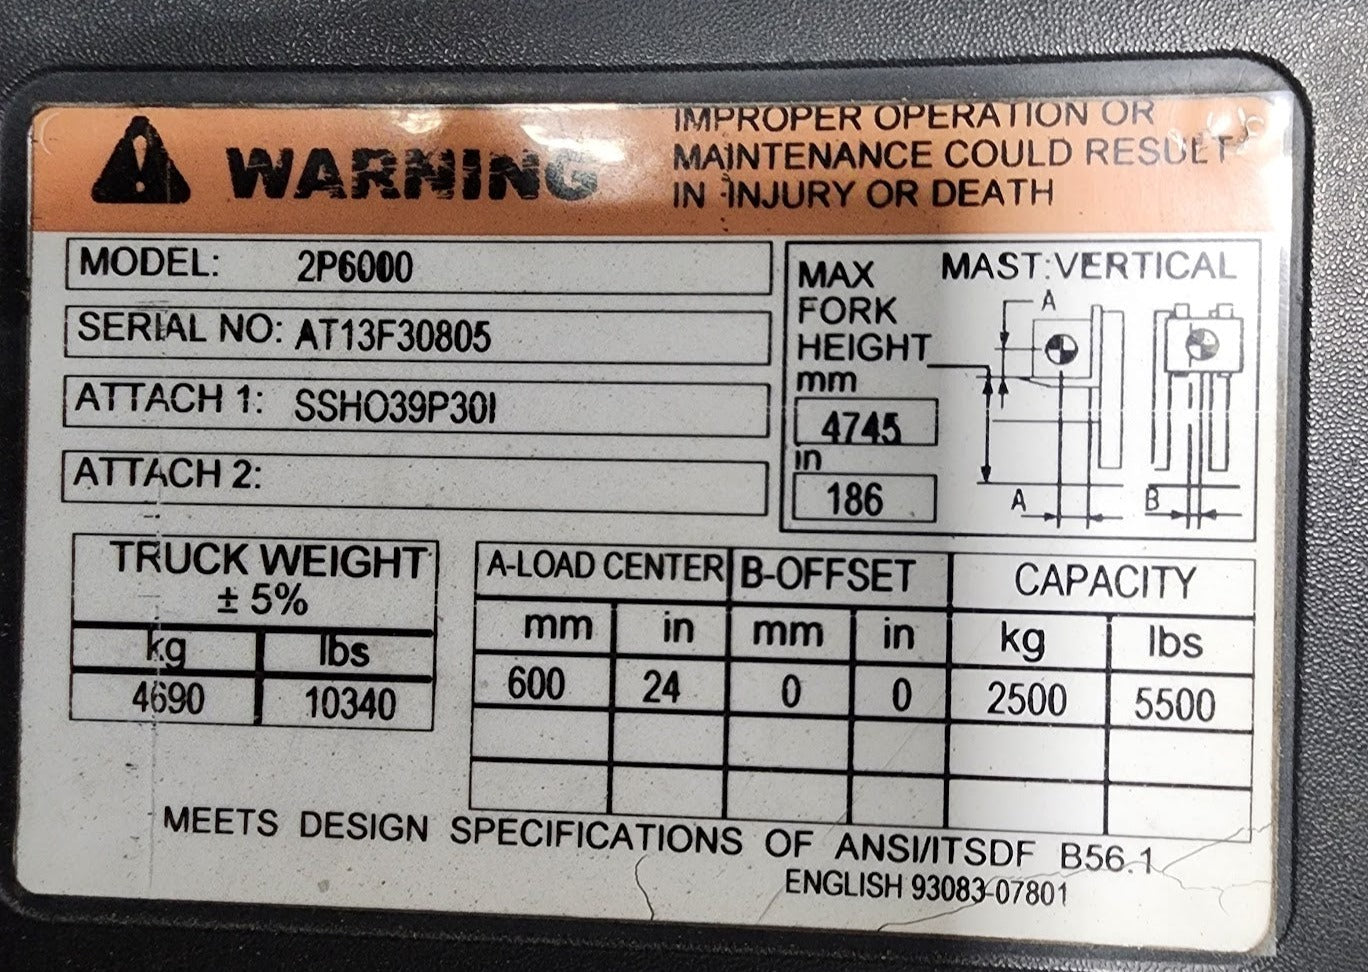 WARNING
IMPROPER OPERATION OR
MAINTENANCE COULD RESULT
IN INJURY OR DEATH
MODEL: 2P6000
SERIAL NO: AT13F30805
ATTACH 1: SSHO39P30I
ATTACH 2:
MAX
FORK
HEIGHT
mm
4745
in
186
MAST:VERTICAL
A
A B
TRUCK WEIGHT
± 5%
kg lbs
4690 10340
A-LOAD CENTER B-OFFSET CAPACITY
mm in mm in kg lbs
600 24 0 0 2500 5500
MEETS DESIGN SPECIFICATIONS OF ANSI/ITSDF B56.1
ENGLISH 93083-07801